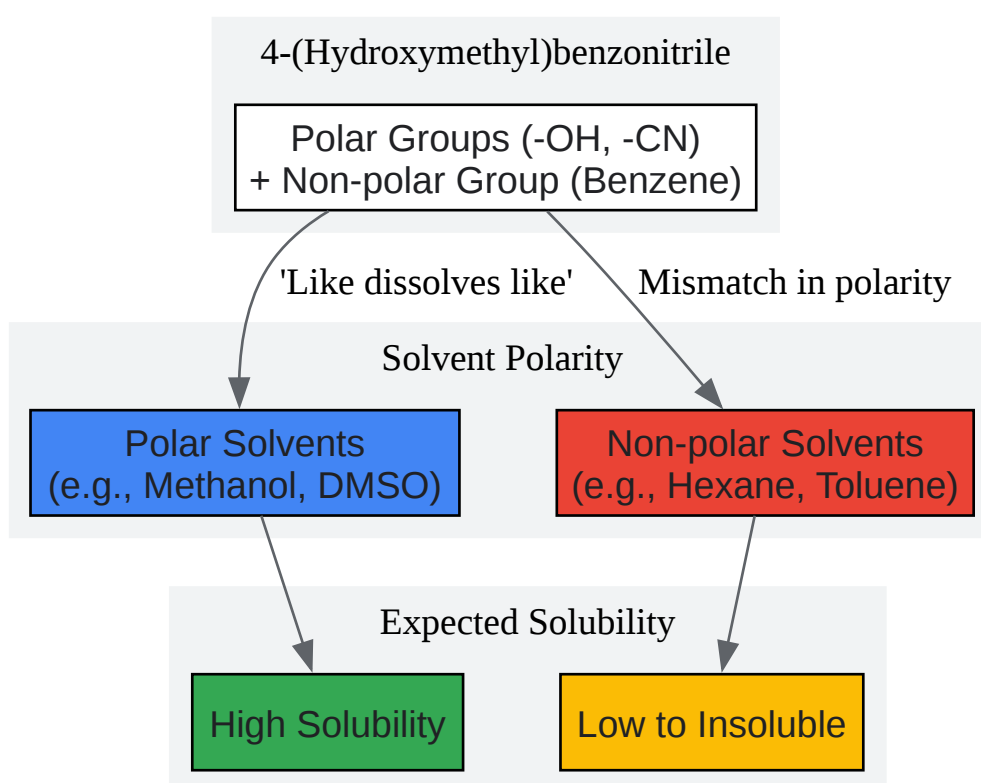 4-(Hydroxymethyl)benzonitrile
Polar Groups (-OH, -CN)
+ Non-polar Group (Benzene)
'Like dissolves like'
Mismatch in polarity
Solvent Polarity
Polar Solvents
(e.g., Methanol, DMSO)
Non-polar Solvents
(e.g., Hexane, Toluene)
Expected Solubility
High Solubility
Low to Insoluble